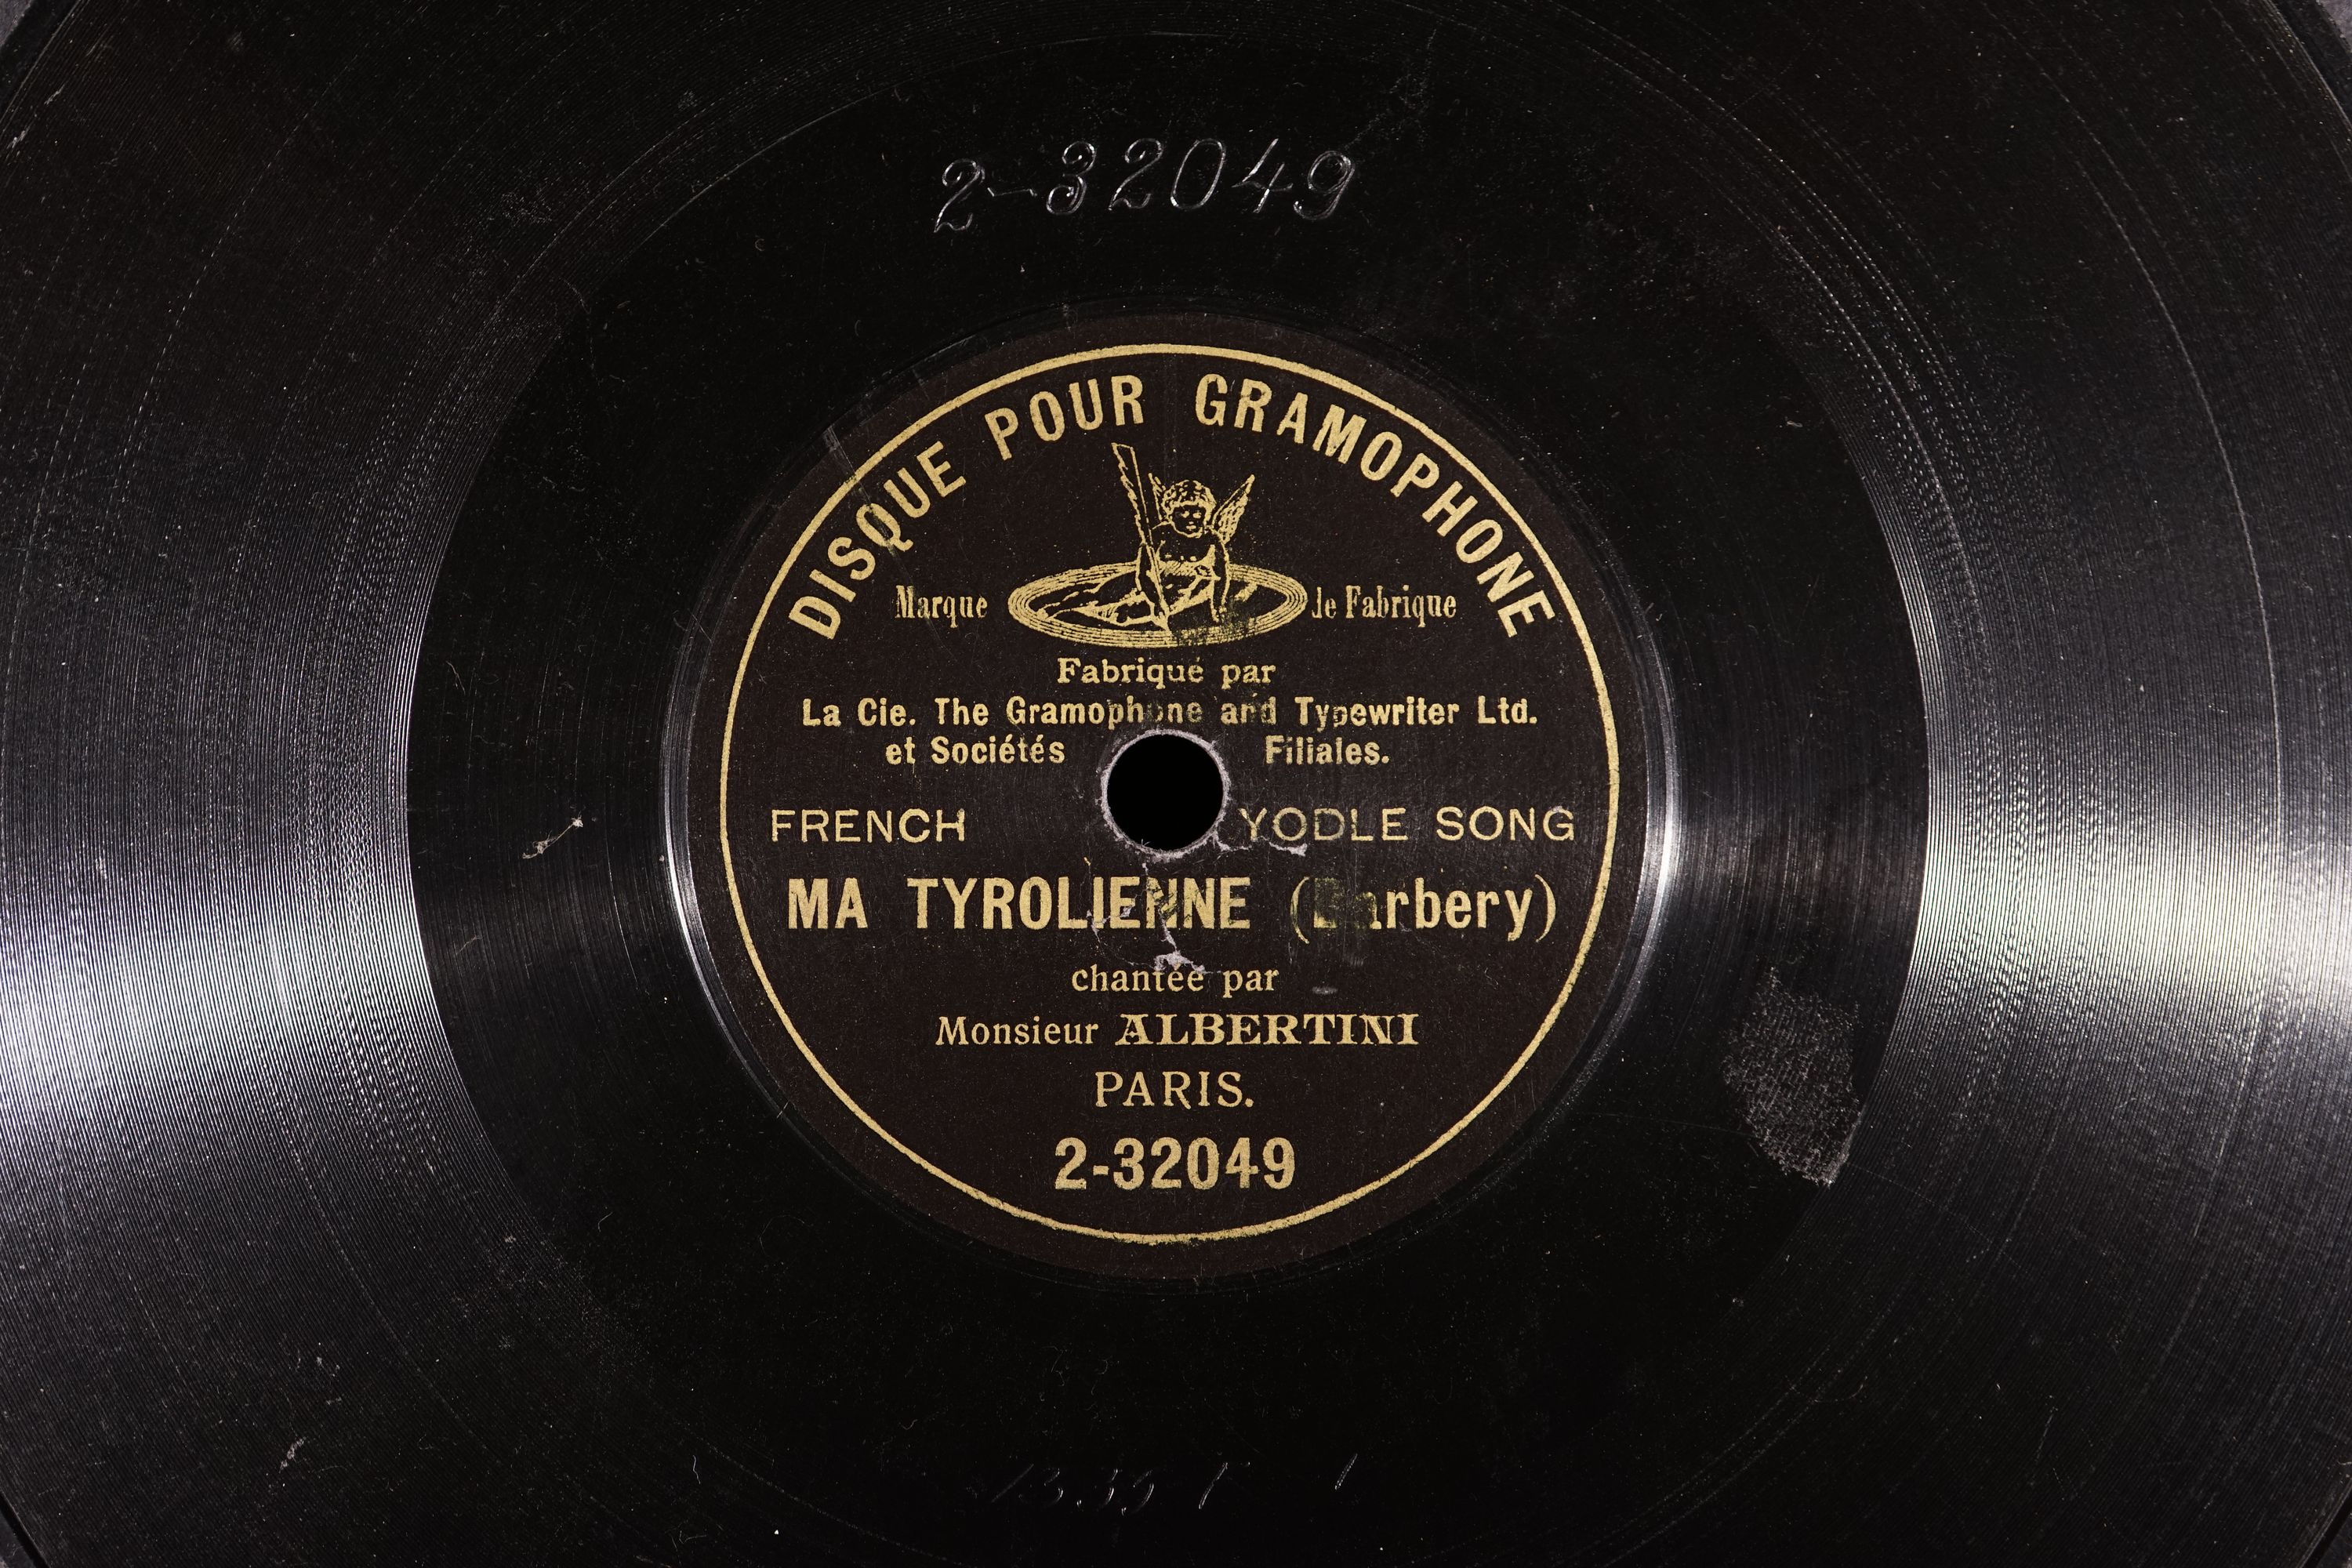 2-32049
DISQUE POUR GRAMOPHONE
Marque de Fabrique
Fabriqué par
La Cie. The Gramophone and Typewriter Ltd.
et Sociétés Filiales.
FRENCH YODLE SONG
MA TYROLIENNE (Barbery)
chantée par
Monsieur ALBERTINI
PARIS.
2-32049